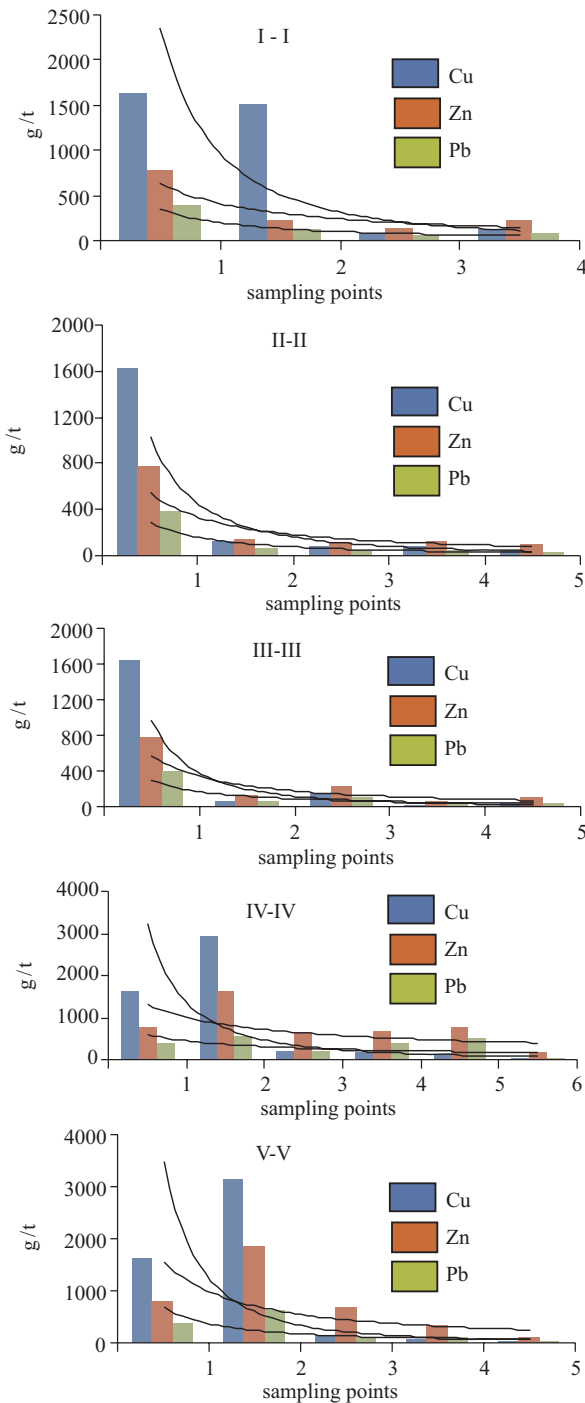 I - I
2500
Cu
2000
Zn
1500
g/t
Pb
1000
500
0
1 2 3 4
sampling points
2000
II-II
1600
Cu
1200
Zn
g/t
800
Pb
400
0
1 2 3 4 5
sampling points
2000
III-III
1600
Cu
1200
Zn
g/t
800
Pb
400
0
1 2 3 4 5
sampling points
4000
IV-IV
Cu
3000
Zn
g/t
2000
Pb
1000
0
1 2 3 4 5 6
sampling points
4000
V-V
Cu
3000
Zn
g/t
2000
Pb
1000
0
1 2 3 4 5
sampling points